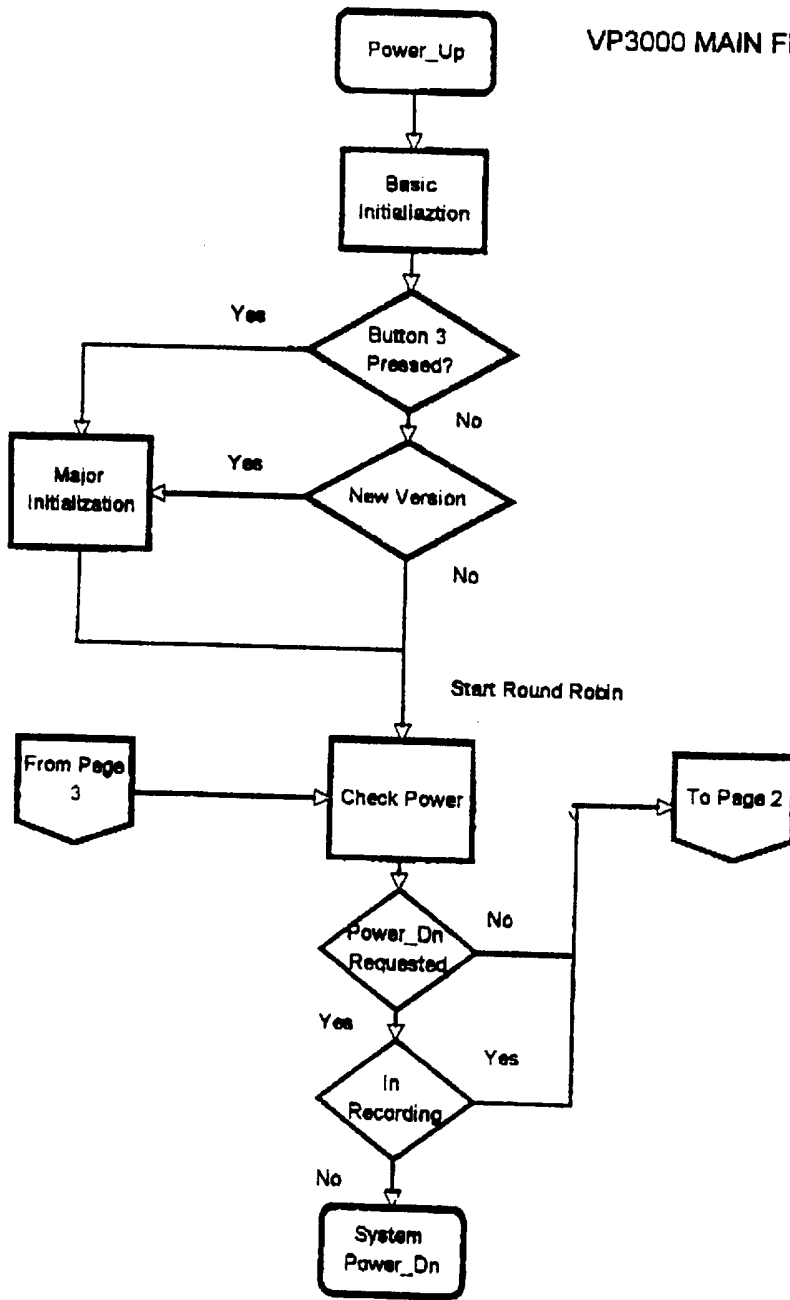 VP3000 MAIN
Power_Up
Basic
Initialiaztion
Button 3
Pressed?
Yes
No
Major
Initialization
Yes
New Version
No
Start Round Robin
From Page
3
Check Power
To Page 2
Power_Dn
Requested
No
Yes
In
Recording
Yes
No
System
Power_Dn